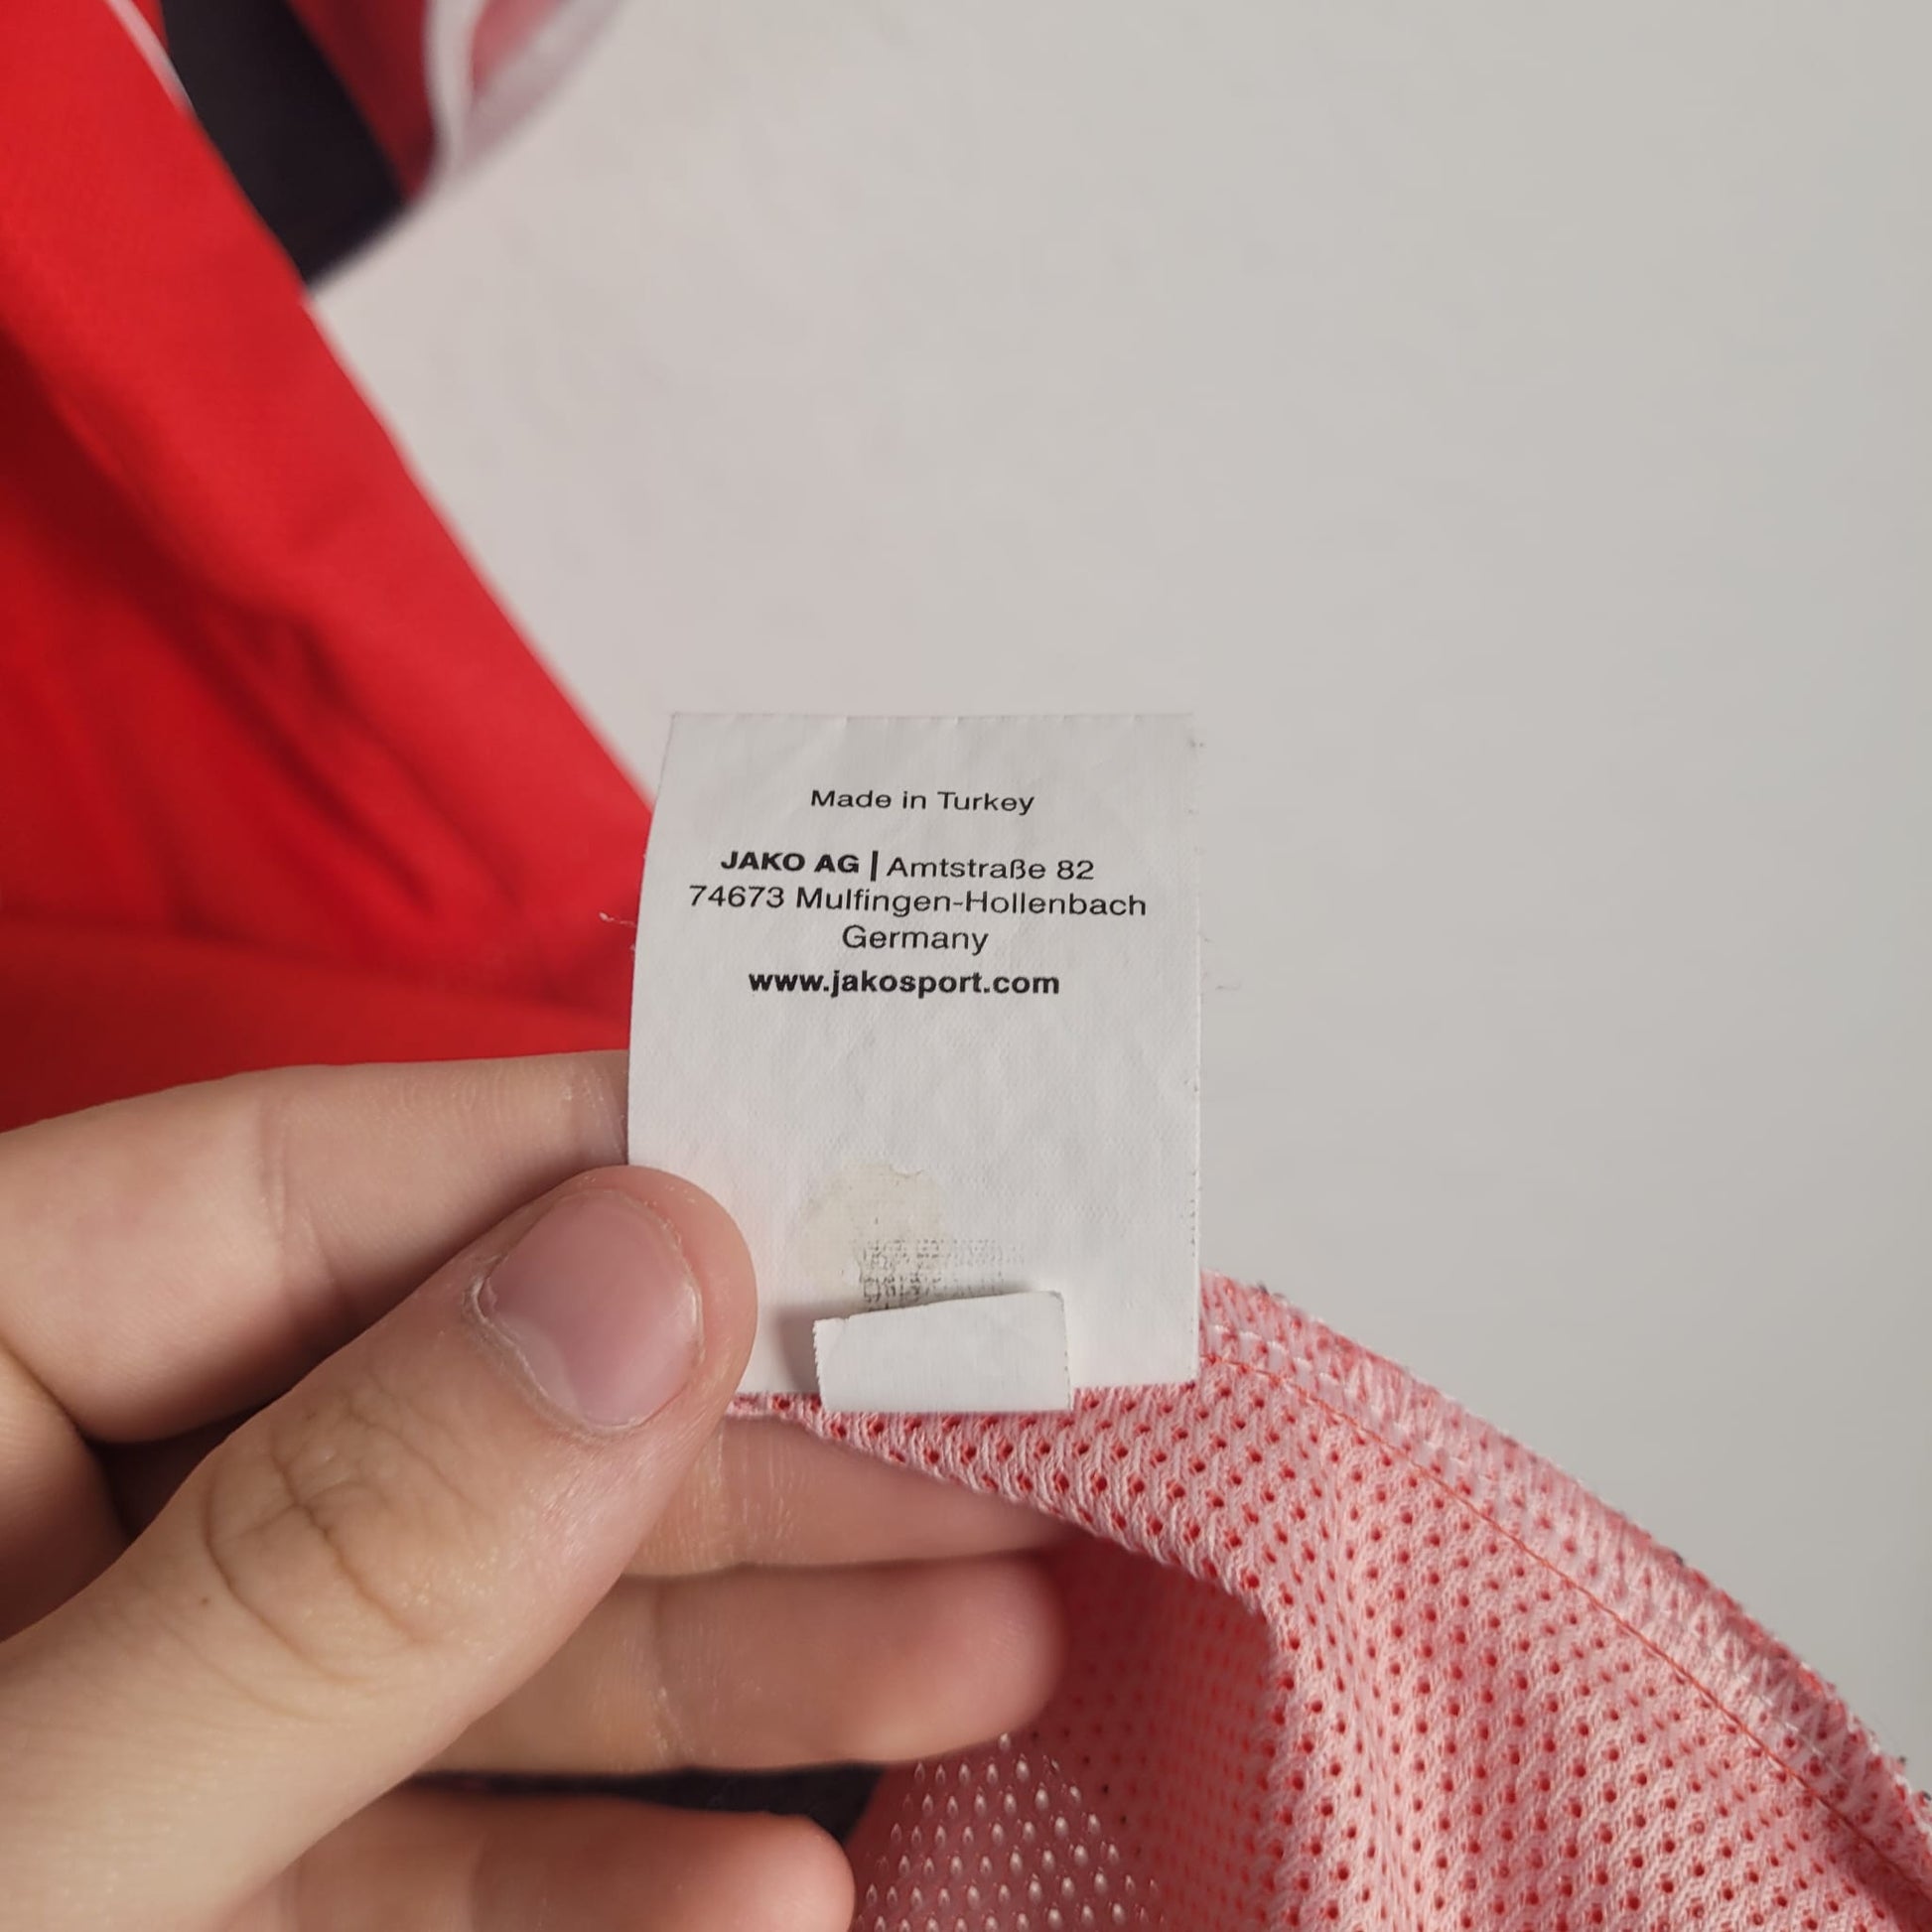 Made in Turkey
JAKO AG | Amtstraße 82
74673 Mulfingen-Hollenbach
Germany
www.jakosport.com